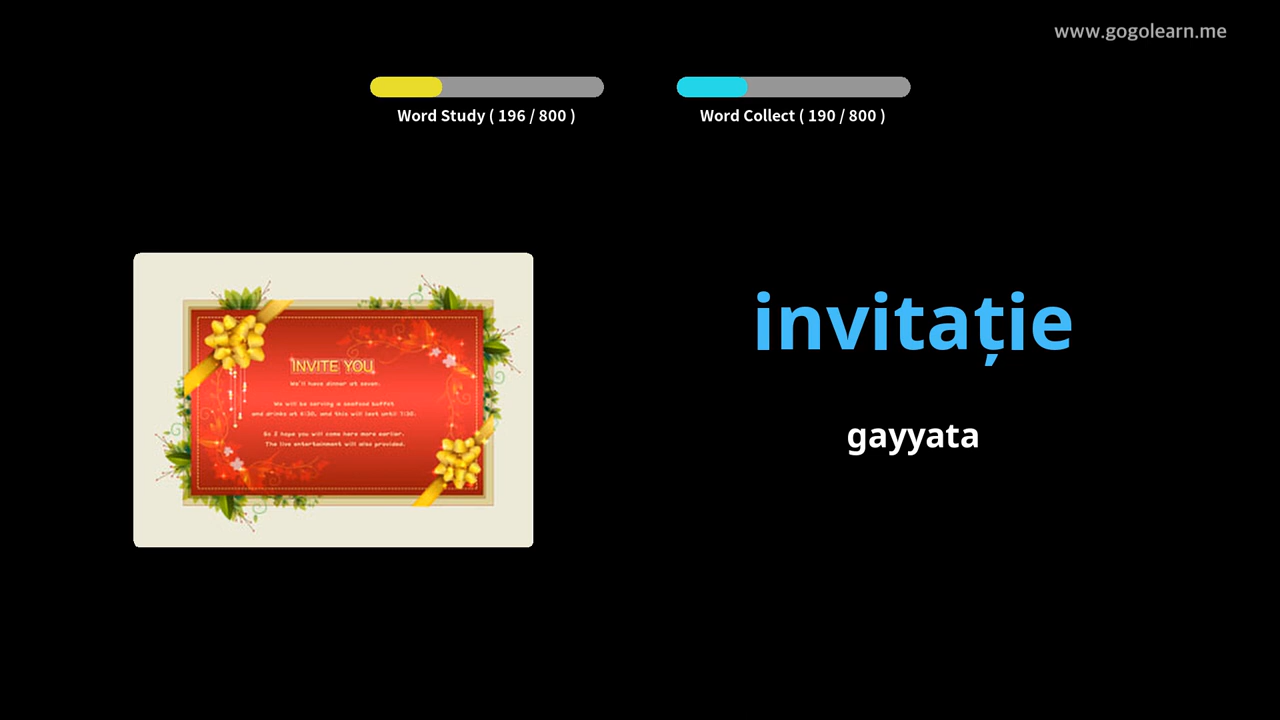 www.gogolearn.me
Word Study ( 196 / 800 )
Word Collect ( 190 / 800 )
INVITE YOU
We'll have dinner at seven.
We will be serving a seafood buffet
and drinks at 6:30, and this will last until 7:30.
So I hope you will come here more earlier.
The live entertainment will also provided.
invitație
gayyata